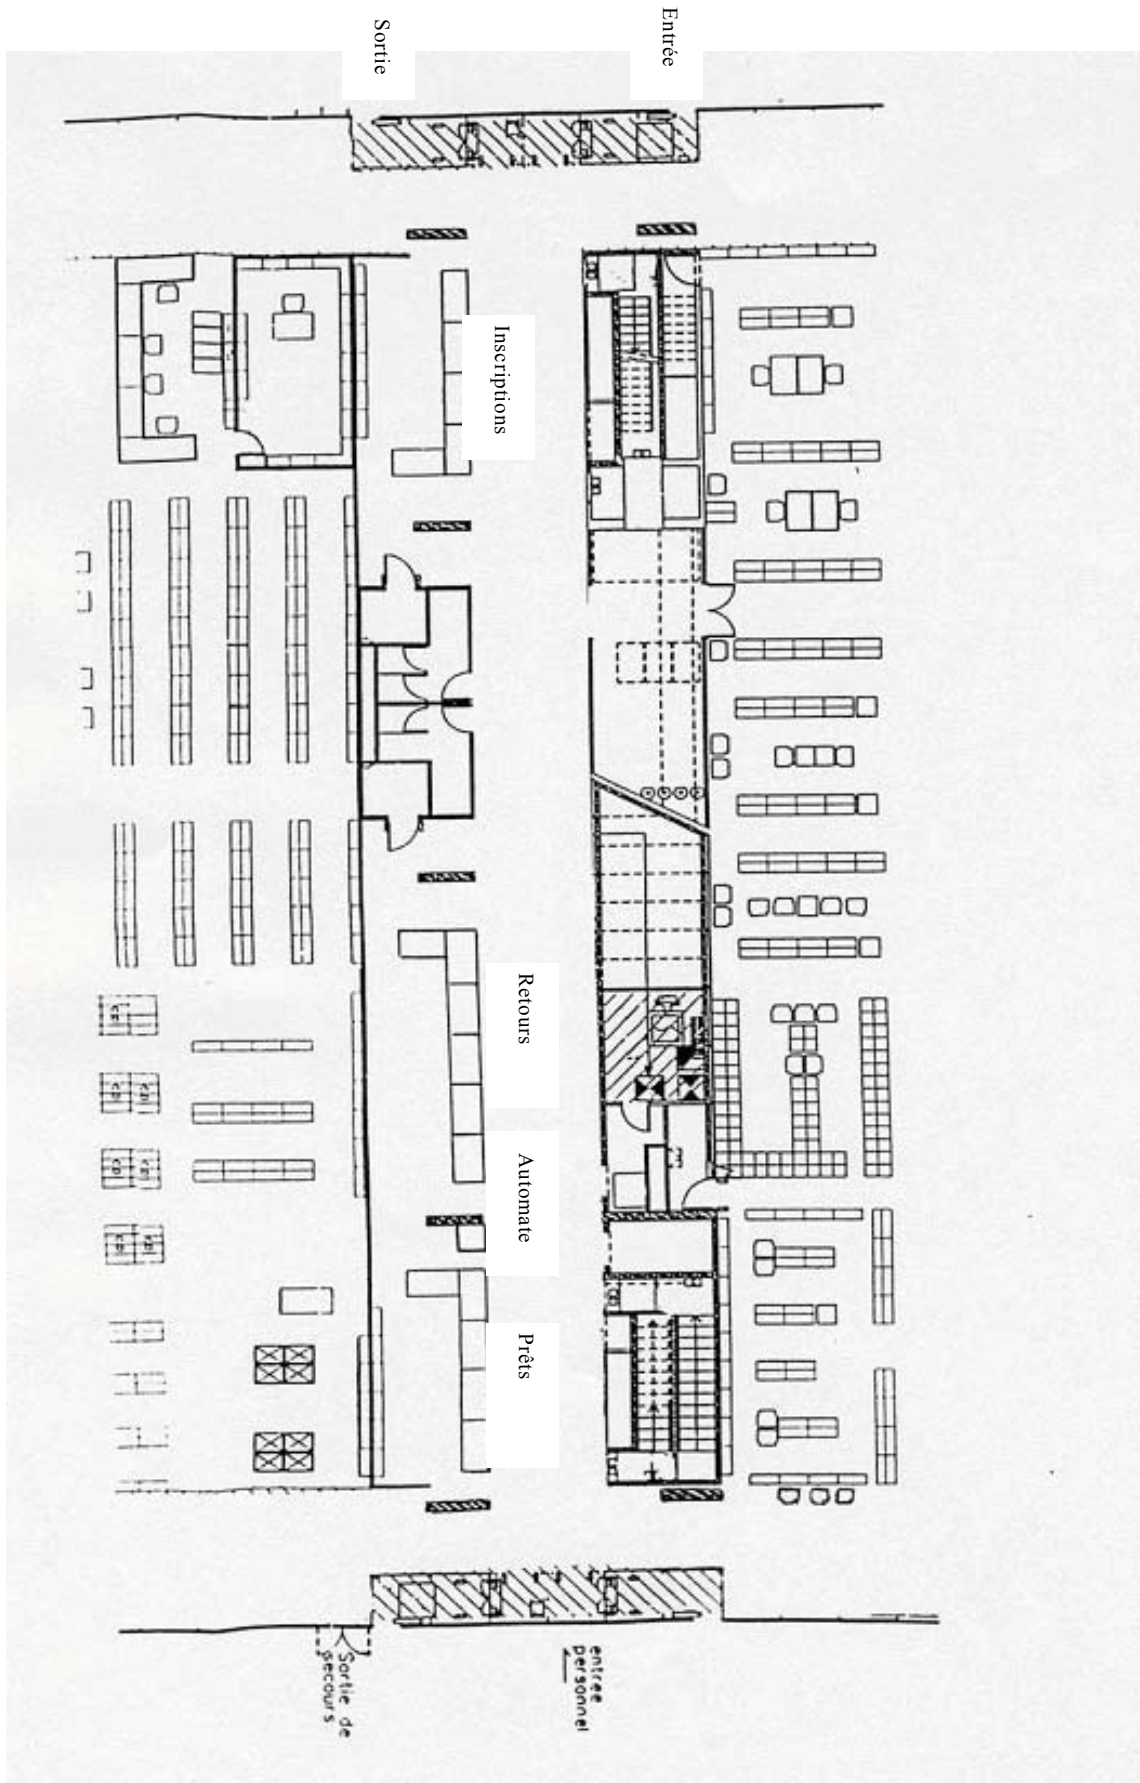 Sortie
Entrée
Inscriptions
Retours
Automate
Prêts
entrée
personnel
Sortie de
secours